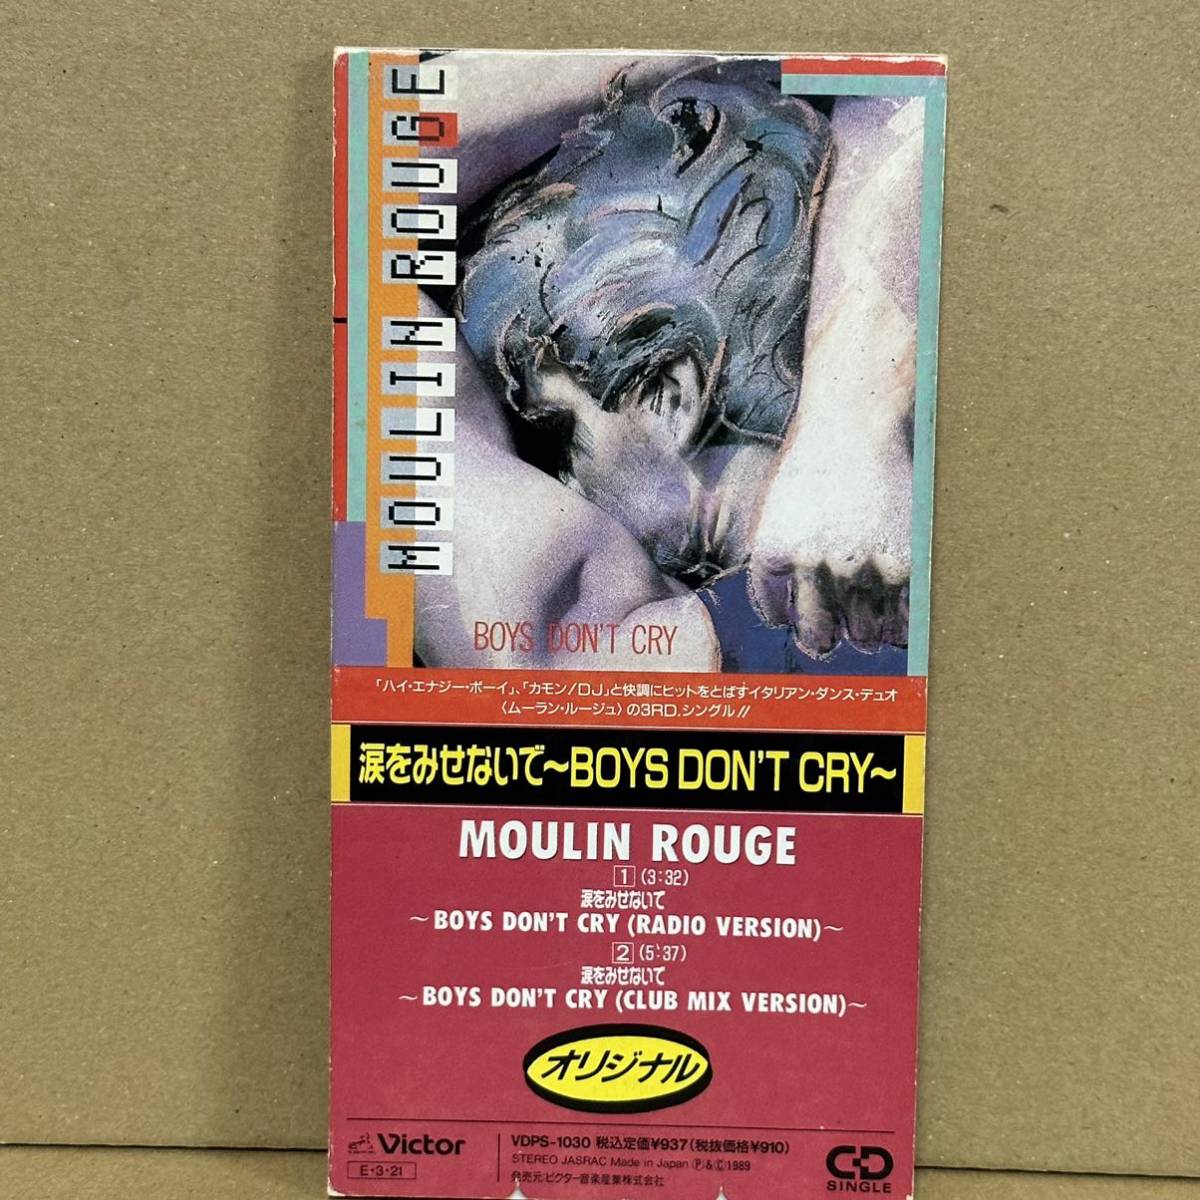 MOULIN ROUGE
BOYS DON'T CRY
「ハイ・エナジー・ボーイ」、「カモン/DJ」と快調にヒットをとばすイタリアン・ダンス・デュオ
〈ムーラン・ルージュ〉の3RD.シングル!!
涙をみせないで〜BOYS DON'T CRY〜
MOULIN ROUGE
1 (3:32)
涙をみせないで
〜BOYS DON'T CRY (RADIO VERSION)〜
2 (5:37)
涙をみせないで
〜BOYS DON'T CRY (CLUB MIX VERSION)〜
オリジナル
Victor
E・3・21
VDPS-1030 税込定価¥937(税抜価格¥910)
STEREO JASRAC Made in Japan Ⓟ&Ⓒ1989
発売元・ビクター音楽産業株式会社
CD
SINGLE